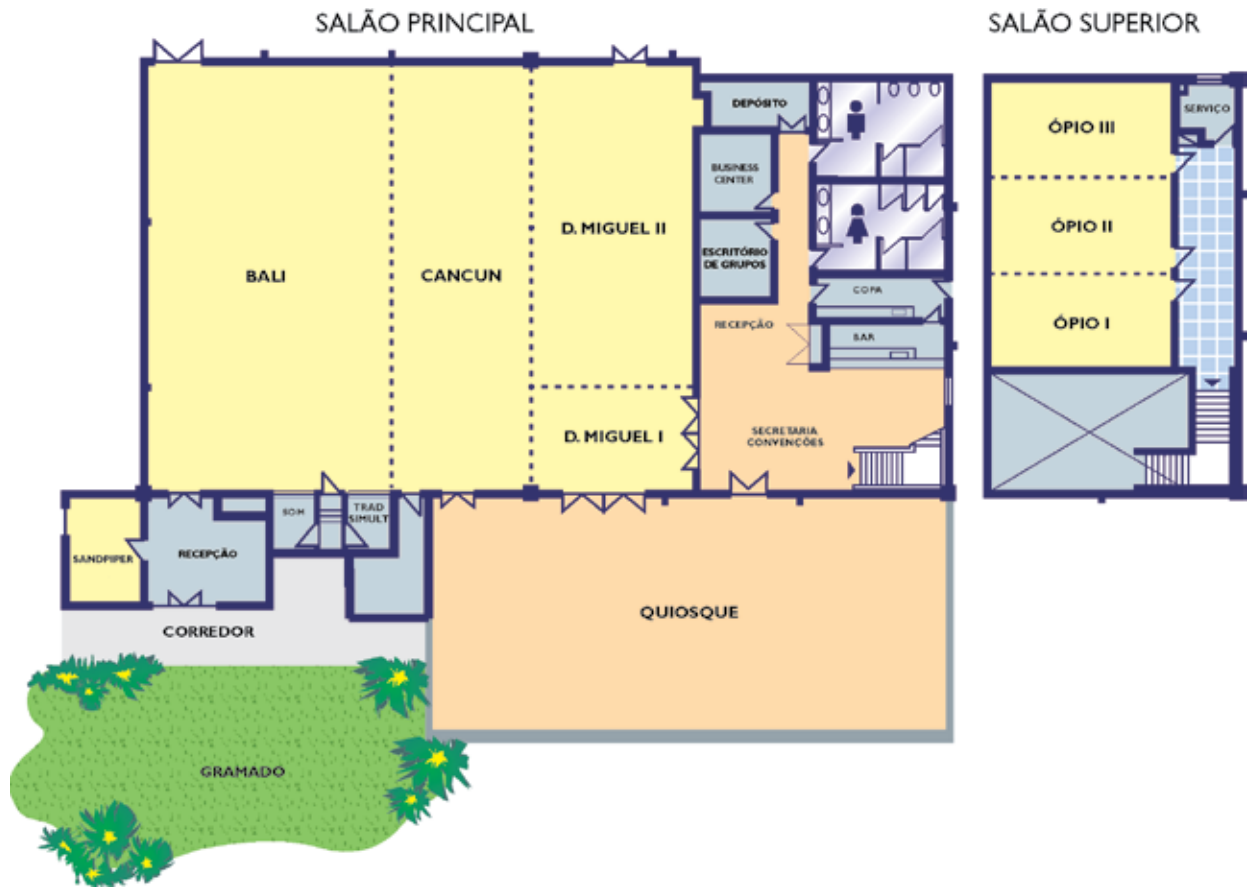 SALÃO PRINCIPAL
SALÃO SUPERIOR
DEPÓSITO
SERVIÇO
ÓPIO III
BUSINESS
CENTER
D. MIGUEL II
ÓPIO II
ESCRITÓRIO
DE GRUPOS
BALI
CANCUN
COPA
RECEPÇÃO
ÓPIO I
BAR
D. MIGUEL I
SECRETARIA
CONVENÇÕES
SOM
TRAD
SIMULT
SANDPIPER
RECEPÇÃO
QUIOSQUE
CORREDOR
GRAMADO